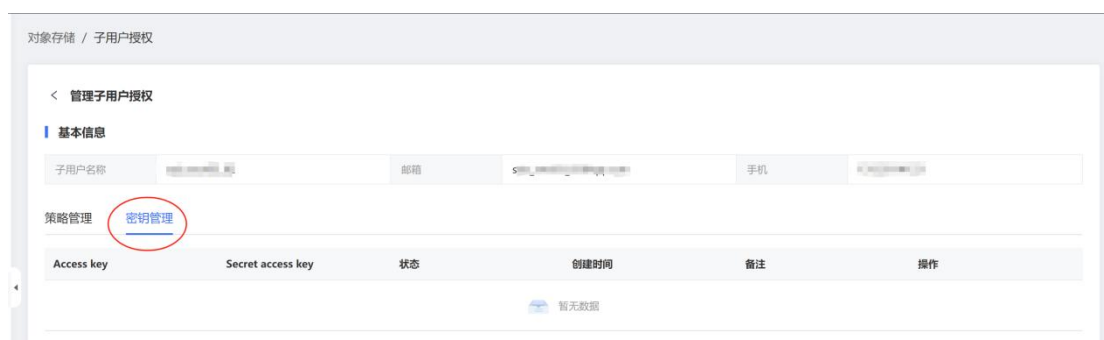 对象存储 / 子用户授权
< 管理子用户授权
基本信息
子用户名称 邮箱 手机
策略管理 密钥管理
Access key Secret access key 状态 创建时间 备注 操作
暂无数据